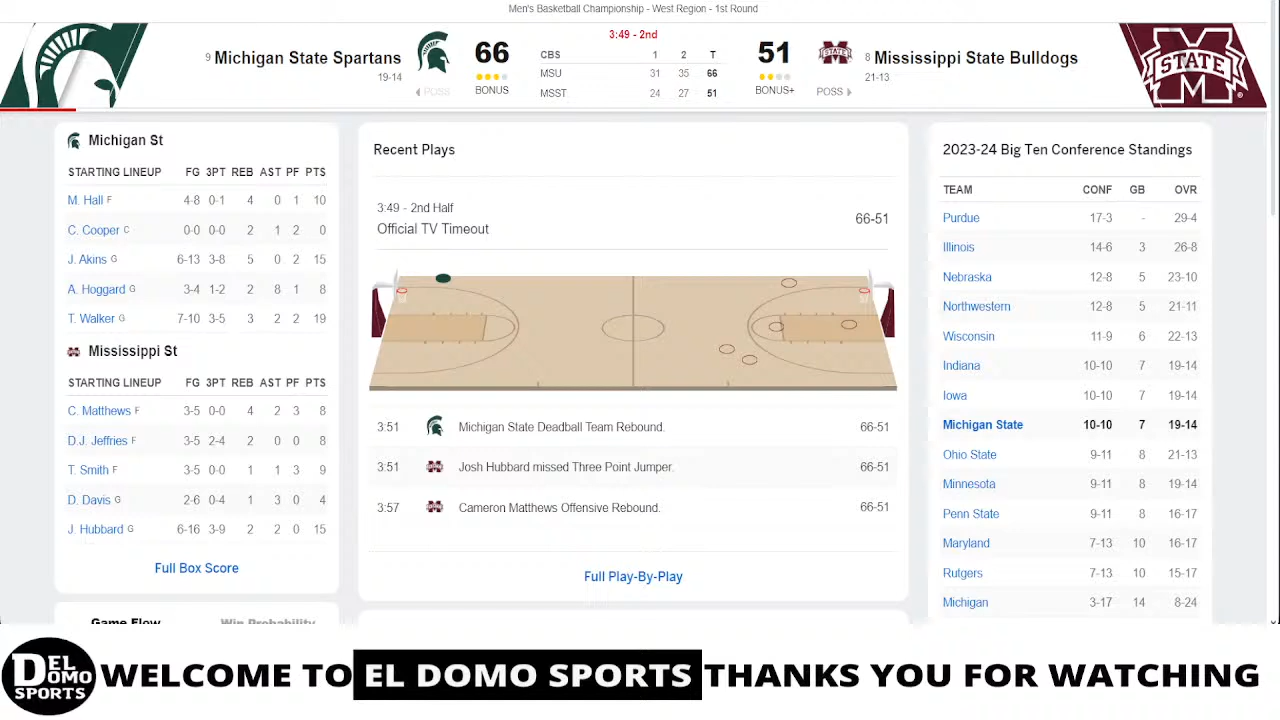 Men's Basketball Championship - West Region - 1st Round
9 Michigan State Spartans
19-14
POSS
66
BONUS
3:49 - 2nd
CBS 1 2 T
MSU 31 35 66
MSST 24 27 51
51
BONUS+
STATE
POSS
8 Mississippi State Bulldogs
21-13
STATE
Michigan St
STARTING LINEUP FG 3PT REB AST PF PTS
M. Hall F 4-8 0-1 4 0 1 10
C. Cooper C 0-0 0-0 2 1 2 0
J. Akins G 6-13 3-8 5 0 2 15
A. Hoggard G 3-4 1-2 2 8 1 8
T. Walker G 7-10 3-5 3 2 2 19
Mississippi St
STARTING LINEUP FG 3PT REB AST PF PTS
C. Matthews F 3-5 0-0 4 2 3 8
D.J. Jeffries F 3-5 2-4 2 0 0 8
T. Smith F 3-5 0-0 1 1 3 9
D. Davis G 2-6 0-4 1 3 0 4
J. Hubbard G 6-16 3-9 2 2 0 15
Full Box Score
Game Flow Win Probability
Recent Plays
3:49 - 2nd Half
Official TV Timeout
66-51
3:51 Michigan State Deadball Team Rebound. 66-51
3:51 Josh Hubbard missed Three Point Jumper. 66-51
3:57 Cameron Matthews Offensive Rebound. 66-51
Full Play-By-Play
2023-24 Big Ten Conference Standings
TEAM CONF GB OVR
Purdue 17-3 - 29-4
Illinois 14-6 3 26-8
Nebraska 12-8 5 23-10
Northwestern 12-8 5 21-11
Wisconsin 11-9 6 22-13
Indiana 10-10 7 19-14
Iowa 10-10 7 19-14
Michigan State 10-10 7 19-14
Ohio State 9-11 8 21-13
Minnesota 9-11 8 19-14
Penn State 9-11 8 16-17
Maryland 7-13 10 16-17
Rutgers 7-13 10 15-17
Michigan 3-17 14 8-24
DEL DOMO SPORTS
WELCOME TO EL DOMO SPORTS THANKS YOU FOR WATCHING